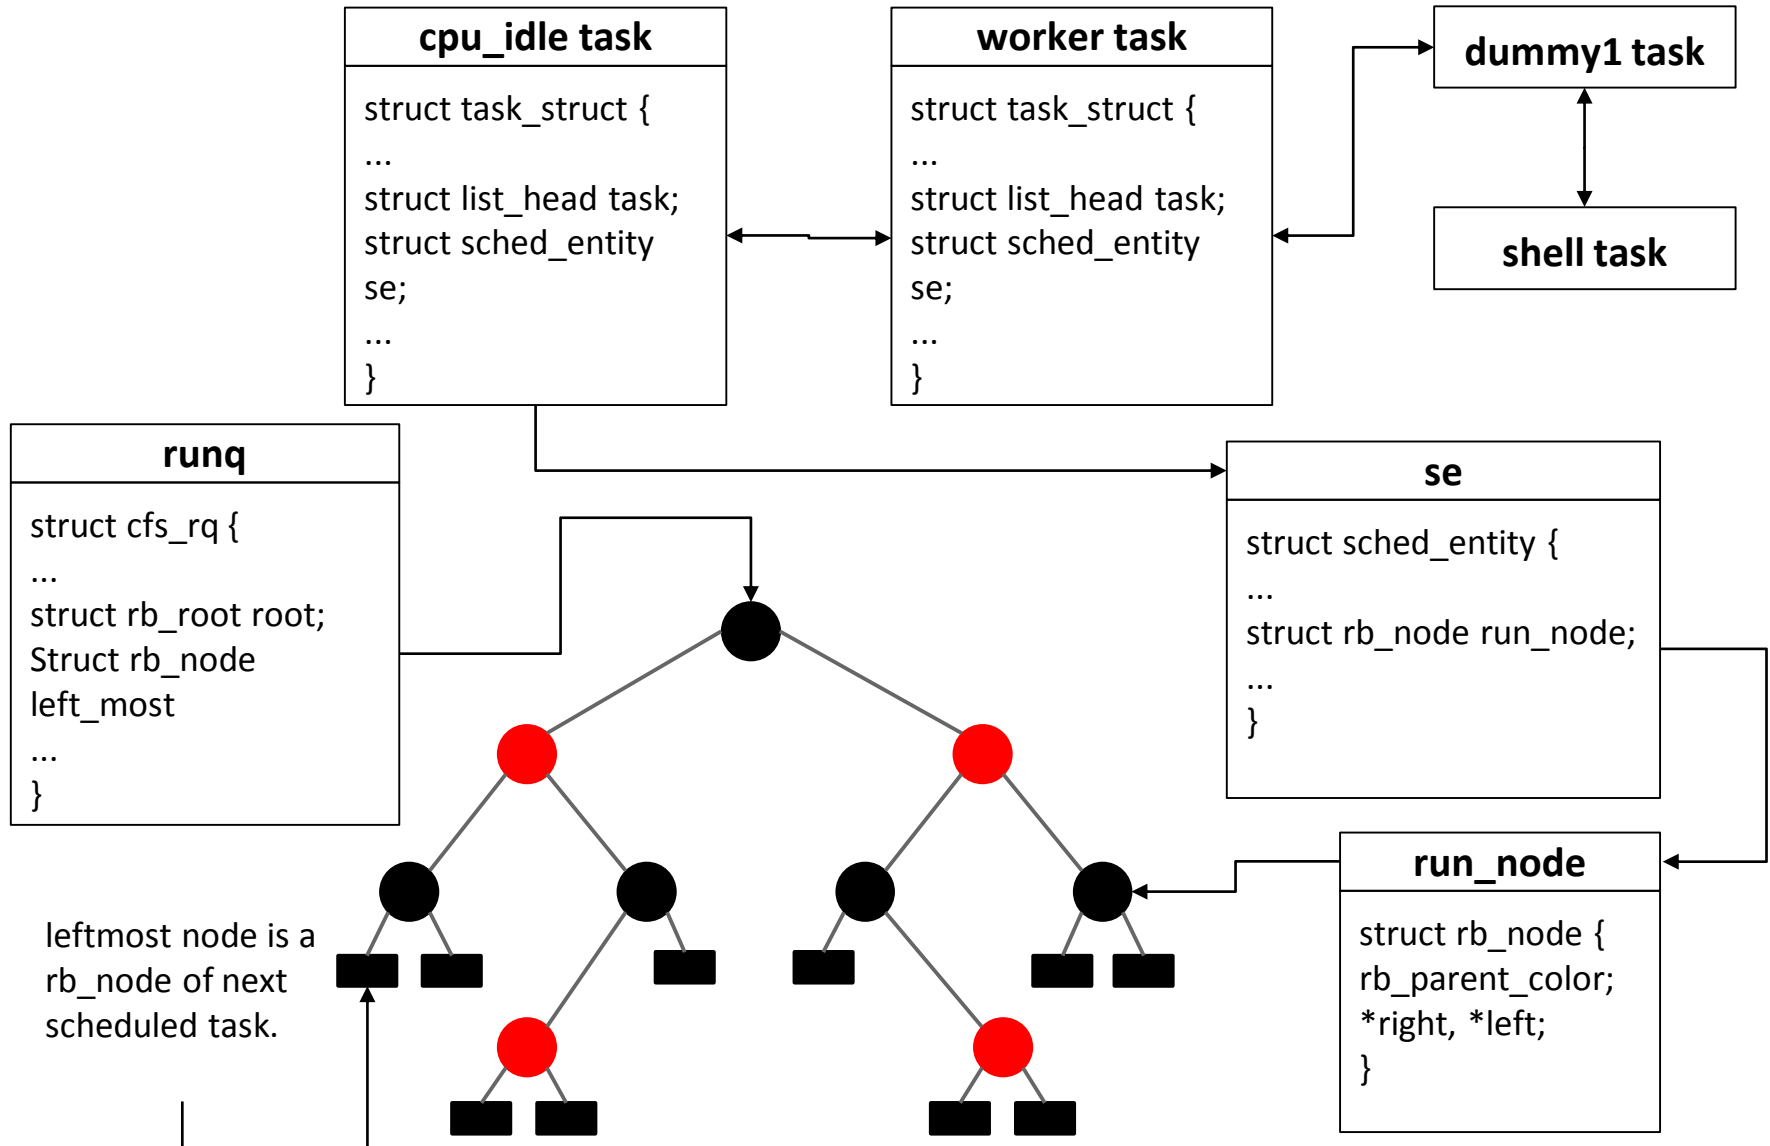 cpu_idle task
struct task_struct {
...
struct list_head task;
struct sched_entity
se;
...
}
worker task
struct task_struct {
...
struct list_head task;
struct sched_entity
se;
...
}
dummy1 task
shell task
runq
struct cfs_rq {
...
struct rb_root root;
Struct rb_node
left_most
...
}
se
struct sched_entity {
...
struct rb_node run_node;
...
}
run_node
struct rb_node {
rb_parent_color;
*right, *left;
}
leftmost node is a
rb_node of next
scheduled task.